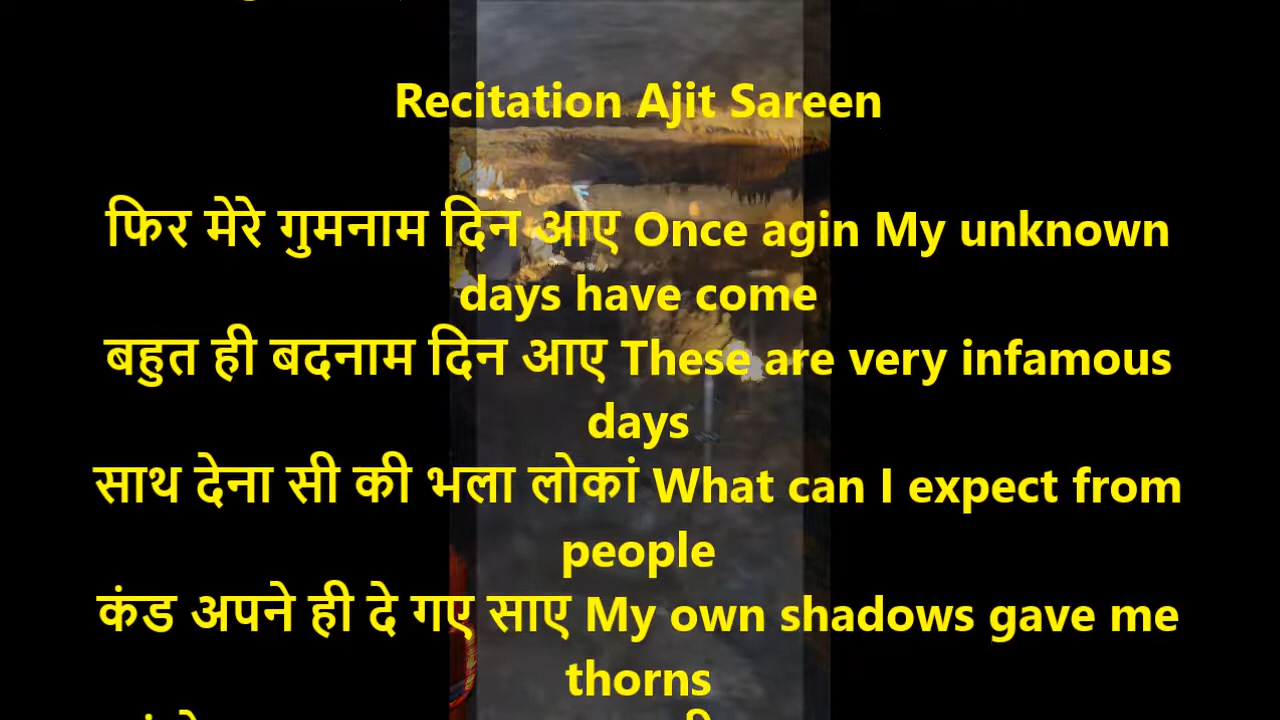 Recitation Ajit Sareen
फिर मेरे गुमनाम दिन आए Once agin My unknown
days have come
बहुत ही बदनाम दिन आए These are very infamous
days
साथ देना सी की भला लोकां What can I expect from
people
कंड अपने ही दे गए साए My own shadows gave me
thorns